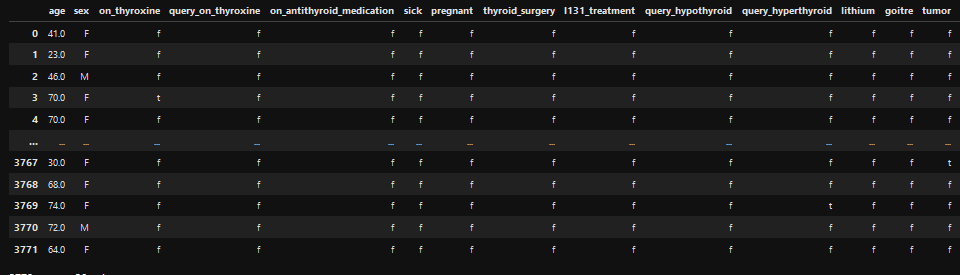 age sex on_thyroxine query_on_thyroxine on_antithyroid_medication sick pregnant thyroid_surgery I131_treatment query_hypothyroid query_hyperthyroid lithium goitre tumor
0 41.0 F f f f f f f f f f f f f
1 23.0 F f f f f f f f f f f f f
2 46.0 M f f f f f f f f f f f f
3 70.0 F t f f f f f f f f f f f
4 70.0 F f f f f f f f f f f f f
... ... ... ... ... ... ... ... ... ... ... ... ... ... ...
3767 30.0 F f f f f f f f f f f f t
3768 68.0 F f f f f f f f f f f f f
3769 74.0 F f f f f f f f f t f f f
3770 72.0 M f f f f f f f f f f f f
3771 64.0 F f f f f f f f f f f f f